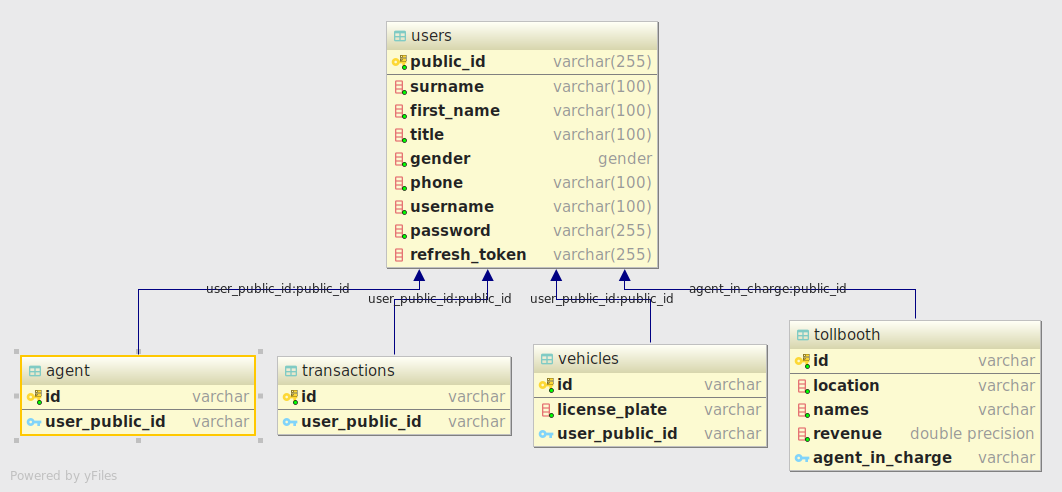 users
public_id varchar(255)
surname varchar(100)
first_name varchar(100)
title varchar(100)
gender gender
phone varchar(100)
username varchar(100)
password varchar(255)
refresh_token varchar(255)
user_public_id:public_id
user_public_id:public_id
user_public_id:public_id
agent_in_charge:public_id
agent
id varchar
user_public_id varchar
transactions
id varchar
user_public_id varchar
vehicles
id varchar
license_plate varchar
user_public_id varchar
tollbooth
id varchar
location varchar
names varchar
revenue double precision
agent_in_charge varchar
Powered by yFiles